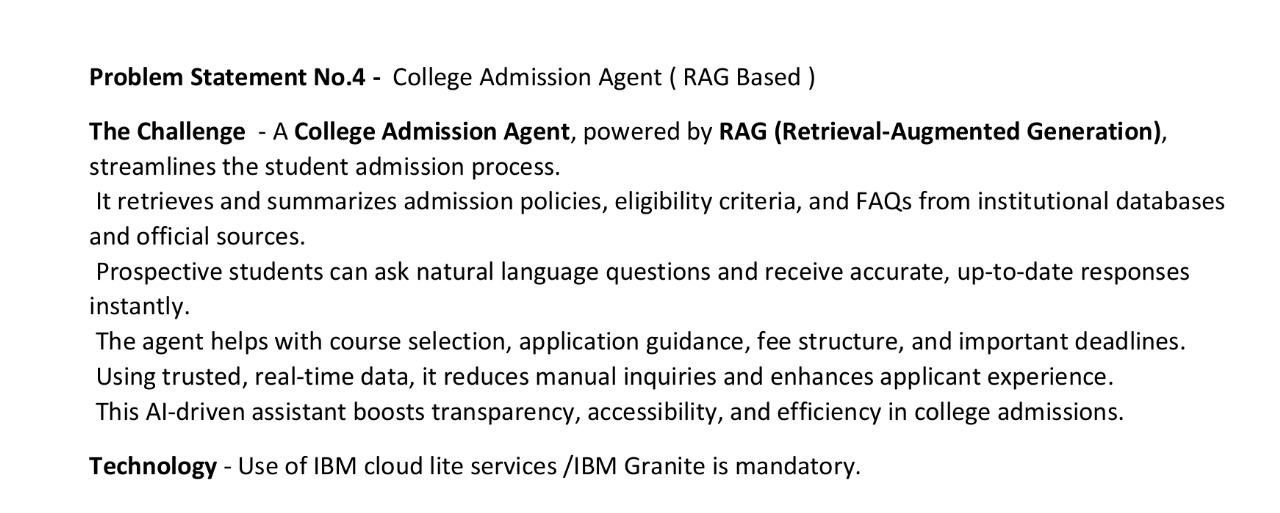 Problem Statement No.4 - College Admission Agent ( RAG Based )
The Challenge - A College Admission Agent, powered by RAG (Retrieval-Augmented Generation),
streamlines the student admission process.
It retrieves and summarizes admission policies, eligibility criteria, and FAQs from institutional databases
and official sources.
Prospective students can ask natural language questions and receive accurate, up-to-date responses
instantly.
The agent helps with course selection, application guidance, fee structure, and important deadlines.
Using trusted, real-time data, it reduces manual inquiries and enhances applicant experience.
This AI-driven assistant boosts transparency, accessibility, and efficiency in college admissions.
Technology - Use of IBM cloud lite services /IBM Granite is mandatory.